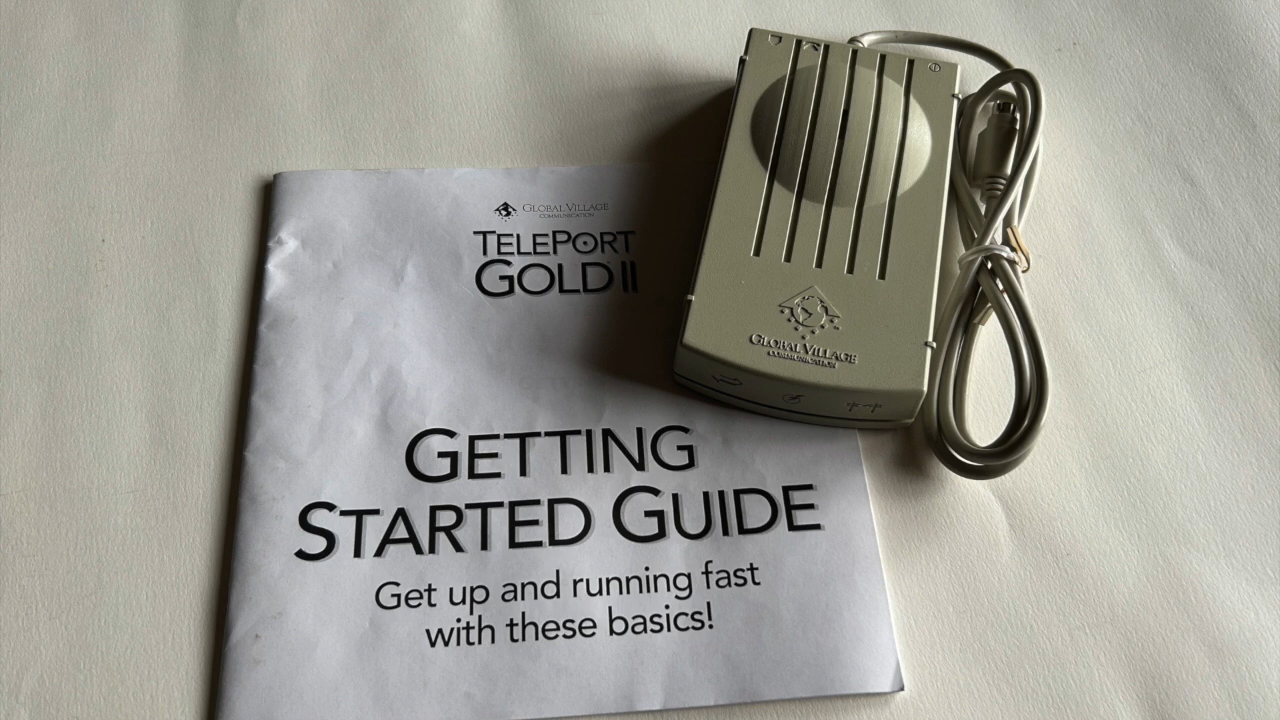 GLOBAL VILLAGE
COMMUNICATION
TELEPORT
GOLD II
GETTING
STARTED GUIDE
Get up and running fast
with these basics!
GLOBAL VILLAGE
COMMUNICATION